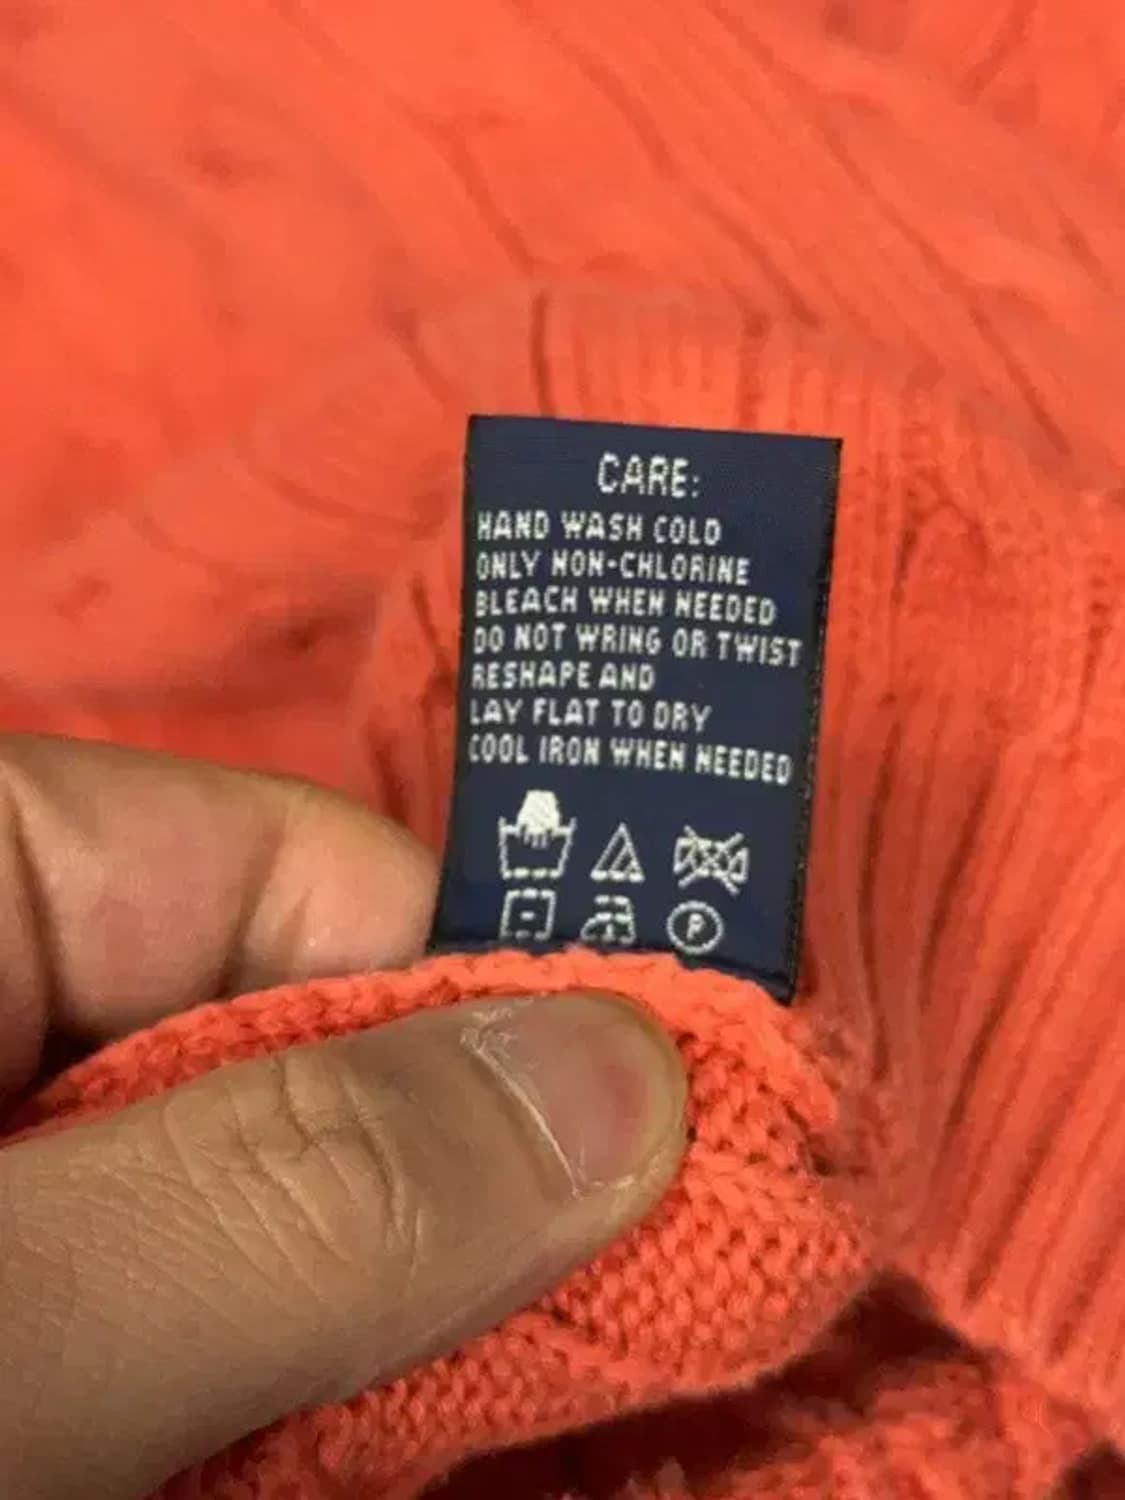 CARE:
HAND WASH COLD
ONLY NON-CHLORINE
BLEACH WHEN NEEDED
DO NOT WRING OR TWIST
RESHAPE AND
LAY FLAT TO DRY
COOL IRON WHEN NEEDED
P